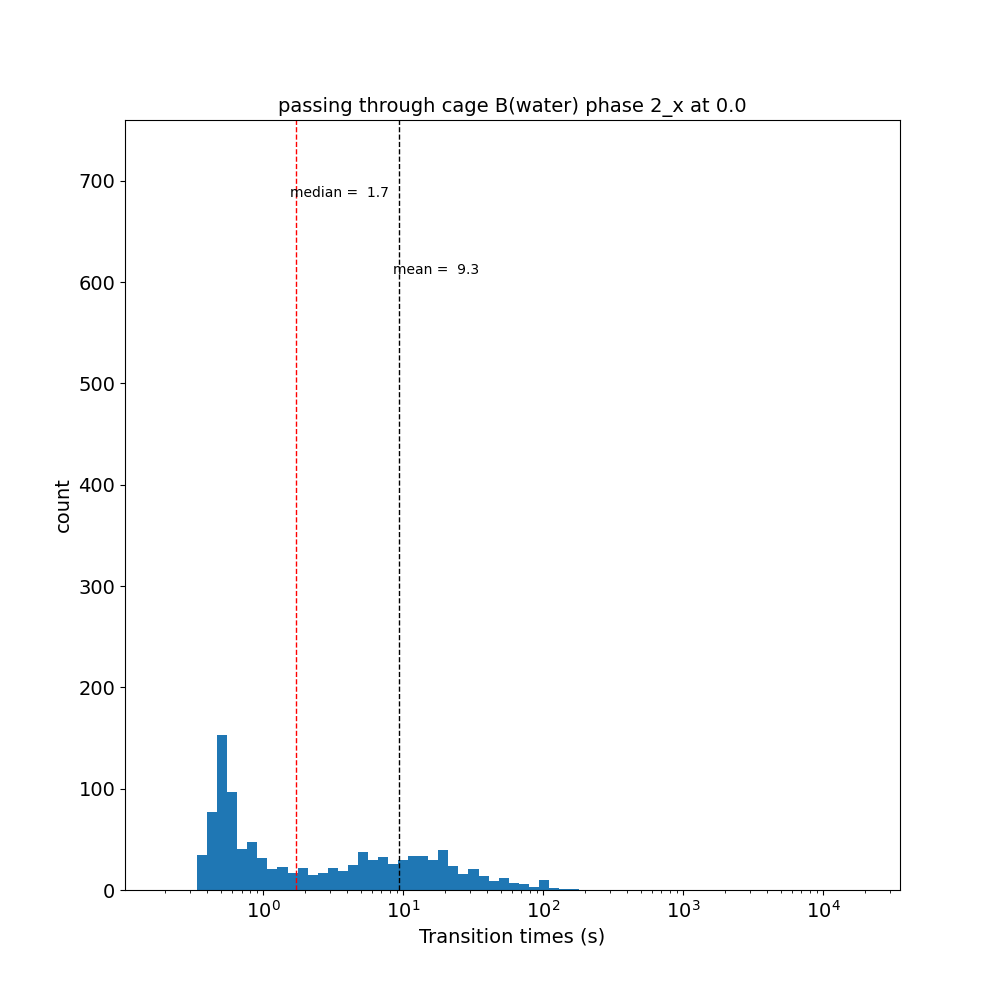 passing through cage B(water) phase 2_x at 0.0
700
median =  1.7
mean =  9.3
600
500
400
count
300
200
100
0
10^0
10^1
10^2
10^3
10^4
Transition times (s)